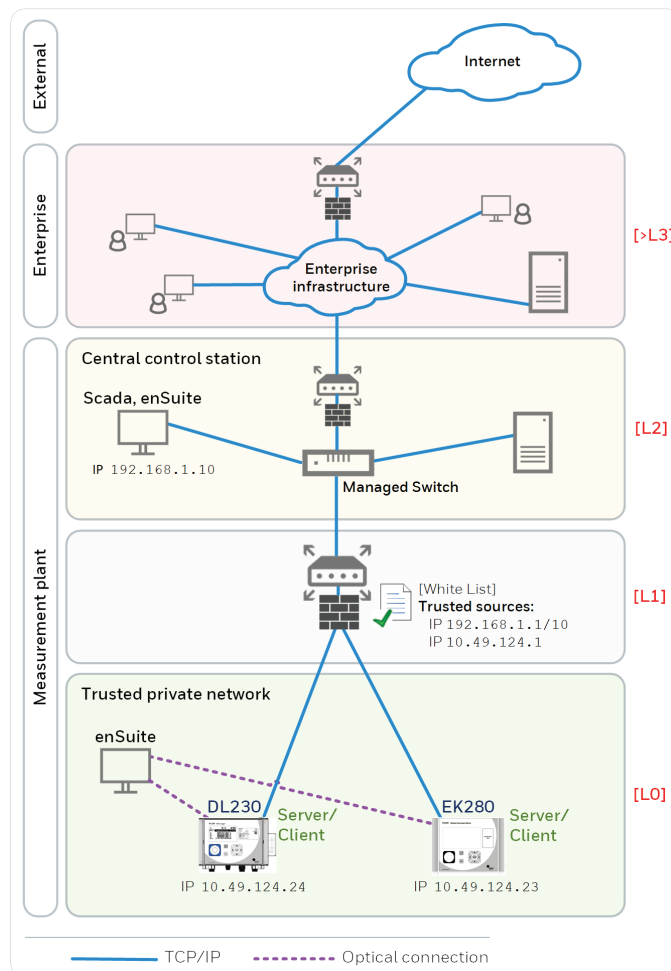 External
Internet
Enterprise
Enterprise
infrastructure
[>L3]
Measurement plant
Central control station
Scada, enSuite
IP 192.168.1.10
Managed Switch
[L2]
[White List]
Trusted sources:
IP 192.168.1.1/10
IP 10.49.124.1
[L1]
Trusted private network
enSuite
DL230
Server/
Client
IP 10.49.124.24
EK280
Server/
Client
IP 10.49.124.23
[L0]
TCP/IP
Optical connection